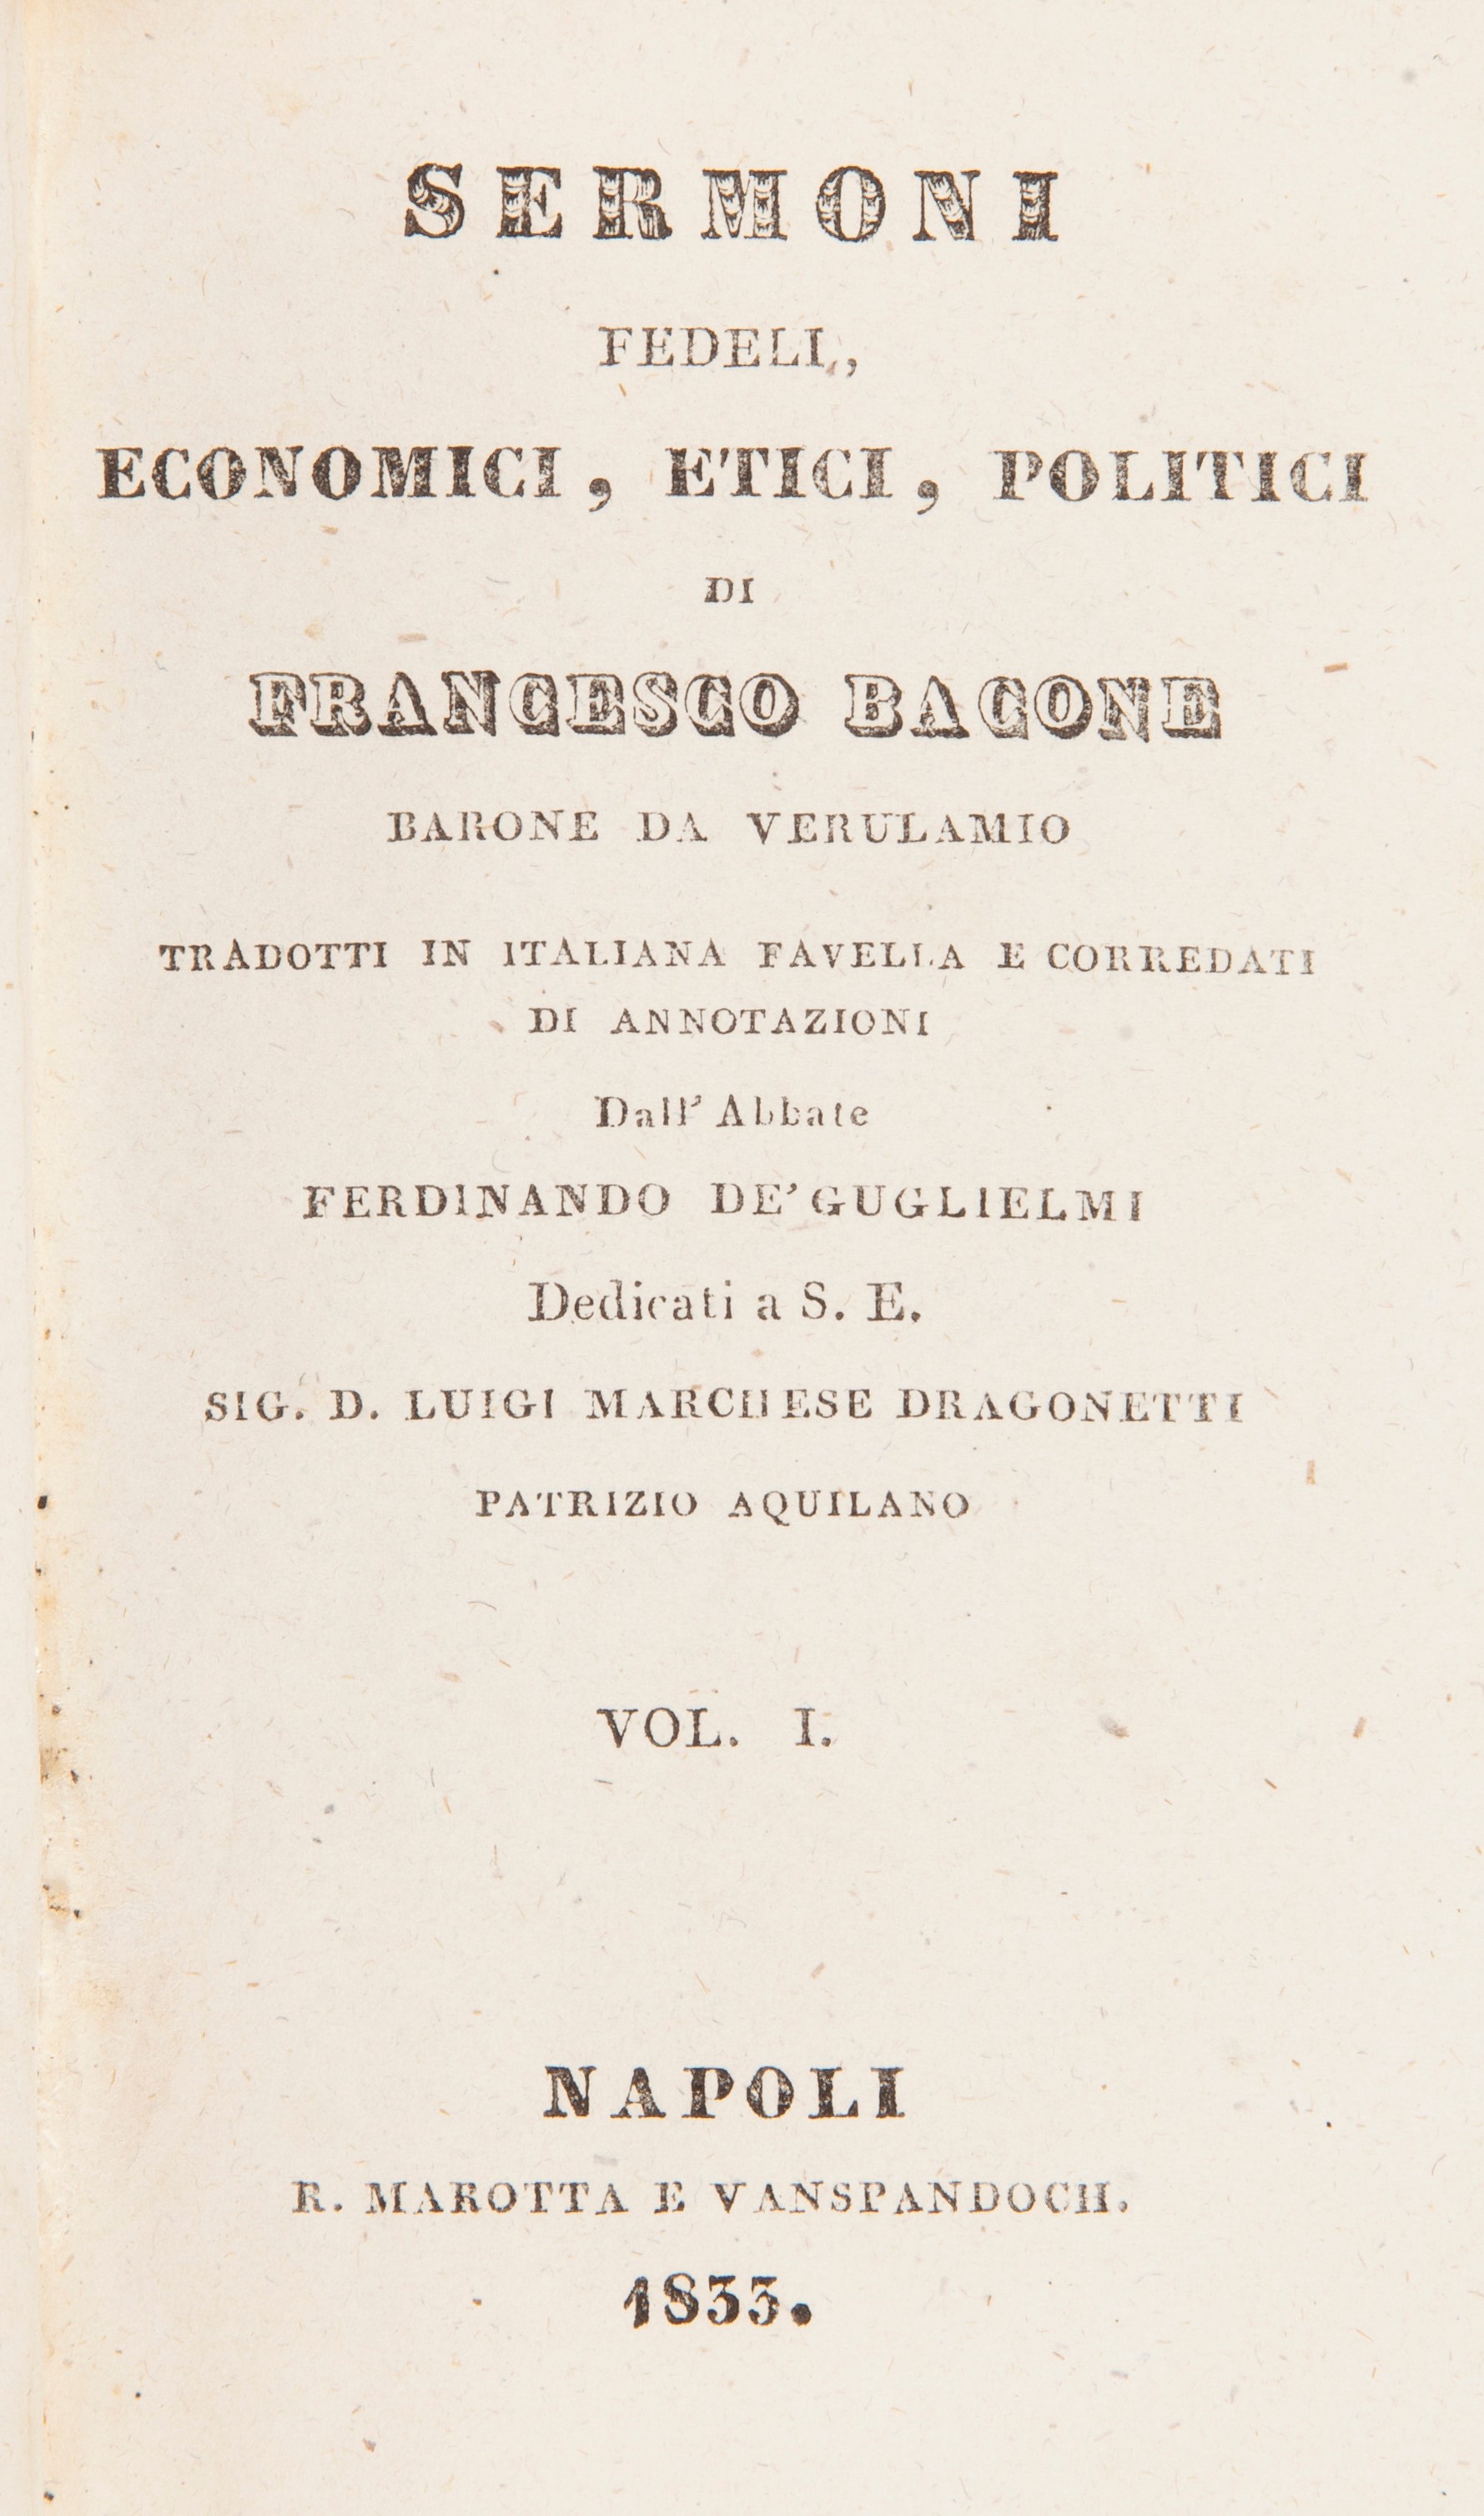 SERMONI
FEDELI,
ECONOMICI, ETICI, POLITICI
DI
FRANCESCO BACONE
BARONE DA VERULAMIO
TRADOTTI IN ITALIANA FAVELLA E CORREDATI
DI ANNOTAZIONI
Dall' Abbate
FERDINANDO DE' GUGLIELMI
Dedicati a S. E.
SIG. D. LUIGI MARCHESE DRAGONETTI
PATRIZIO AQUILANO
VOL. I.
NAPOLI
R. MAROTTA E VANSPANDOCH.
1833.